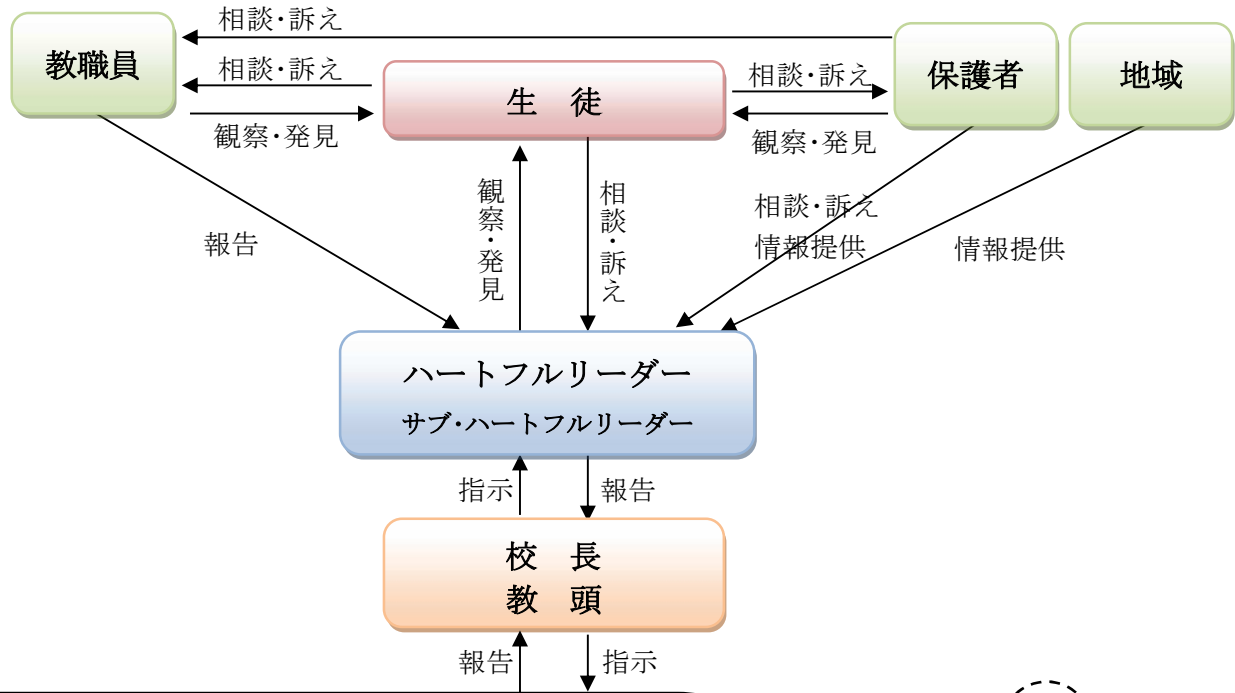 相談・訴え
教職員
相談・訴え
観察・発見
生　徒
相談・訴え
観察・発見
保護者
地域
報告
観察・発見
相談・訴え
相談・訴え
情報提供
情報提供
ハートフルリーダー
サブ・ハートフルリーダー
指示
報告
校　長
教　頭
報告
指示